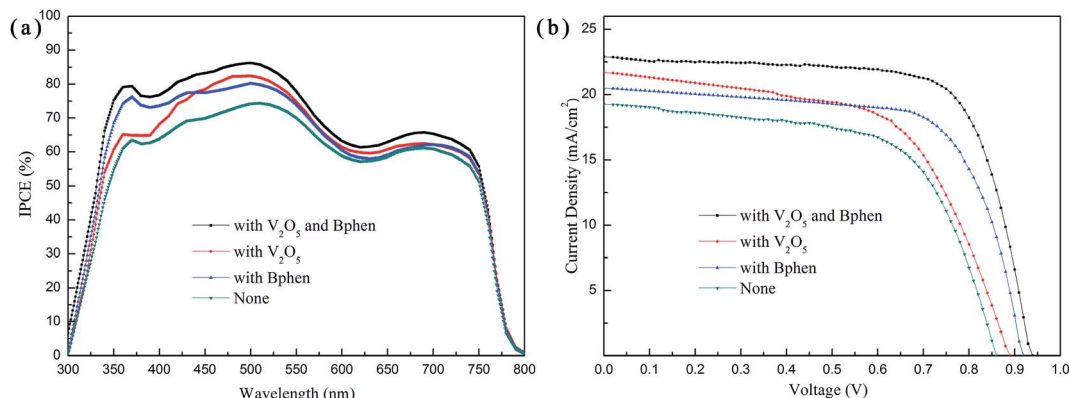 (a)
100
90
80
70
60
50
40
30
20
10
0
IPCE (%)
with V₂O₅ and Bphen
with V₂O₅
with Bphen
None
300 350 400 450 500 550 600 650 700 750 800
Wavelength (nm)
(b)
25
20
15
10
5
Current Density (mA/cm²)
with V₂O₅ and Bphen
with V₂O₅
with Bphen
None
0.0 0.1 0.2 0.3 0.4 0.5 0.6 0.7 0.8 0.9 1.0
Voltage (V)